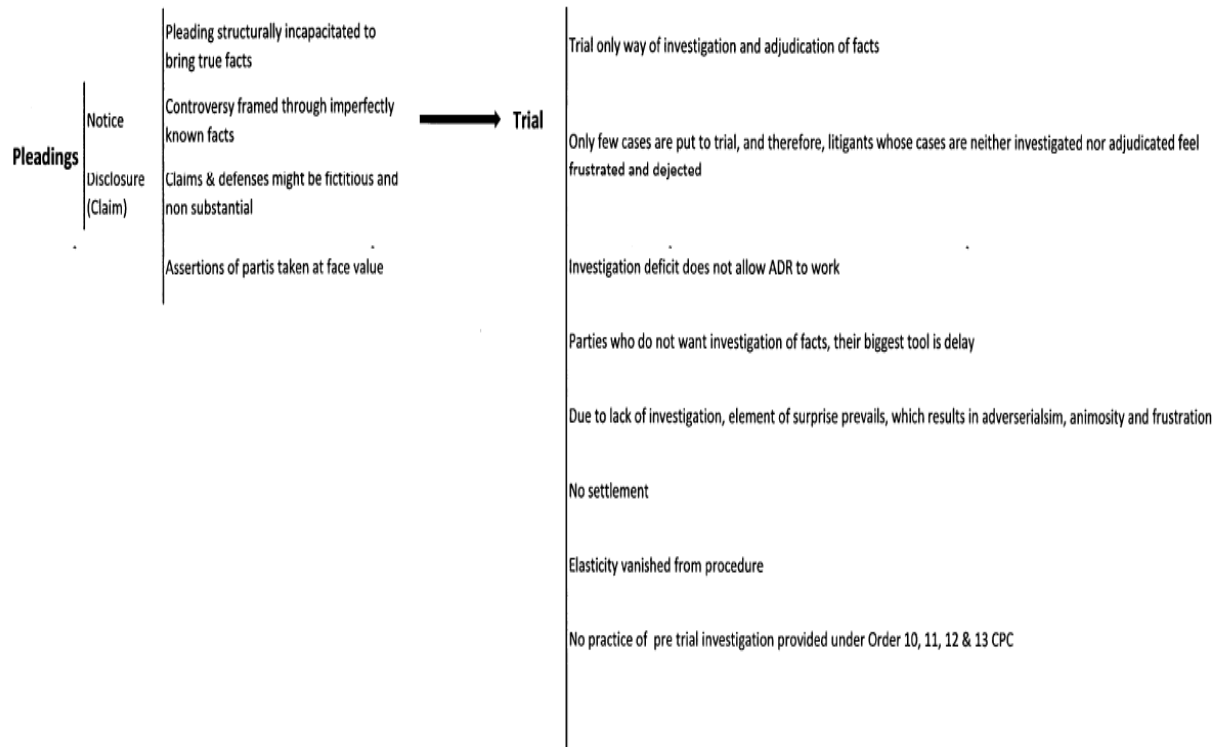 Pleadings
Notice
Disclosure
(Claim)
Pleading structurally incapacitated to
bring true facts
Controversy framed through imperfectly
known facts
Claims & defenses might be fictitious and
non substantial
Assertions of partis taken at face value
Trial
Trial only way of investigation and adjudication of facts
Only few cases are put to trial, and therefore, litigants whose cases are neither investigated nor adjudicated feel
frustrated and dejected
Investigation deficit does not allow ADR to work
Parties who do not want investigation of facts, their biggest tool is delay
Due to lack of investigation, element of surprise prevails, which results in adverserialsim, animosity and frustration
No settlement
Elasticity vanished from procedure
No practice of pre trial investigation provided under Order 10, 11, 12 & 13 CPC